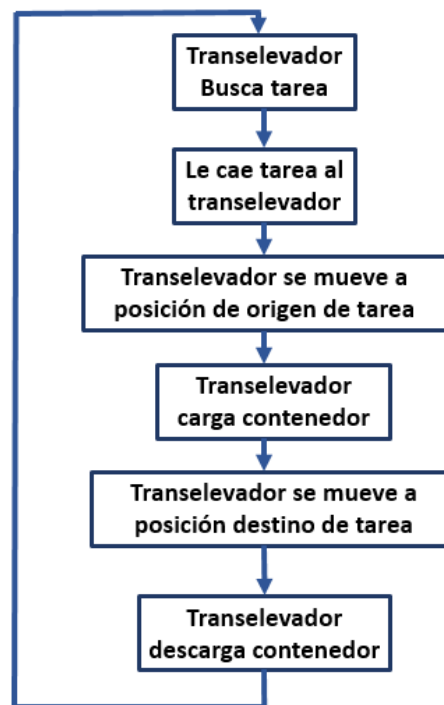 Transelevador
Busca tarea
Le cae tarea al
transelevador
Transelevador se mueve a
posición de origen de tarea
Transelevador
carga contenedor
Transelevador se mueve a
posición destino de tarea
Transelevador
descarga contenedor